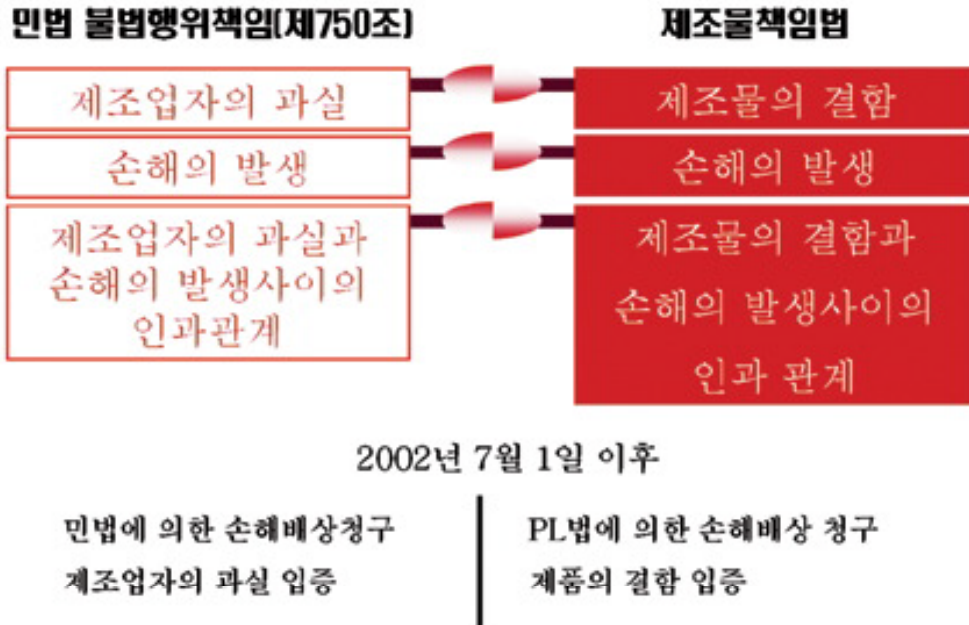 민법 불법행위책임(제750조)
제조업자의 과실
손해의 발생
제조업자의 과실과
손해의 발생사이의
인과관계
제조물책임법
제조물의 결함
손해의 발생
제조물의 결함과
손해의 발생사이의
인과 관계
2002년 7월 1일 이후
민법에 의한 손해배상청구
제조업자의 과실 입증
PL법에 의한 손해배상 청구
제품의 결함 입증